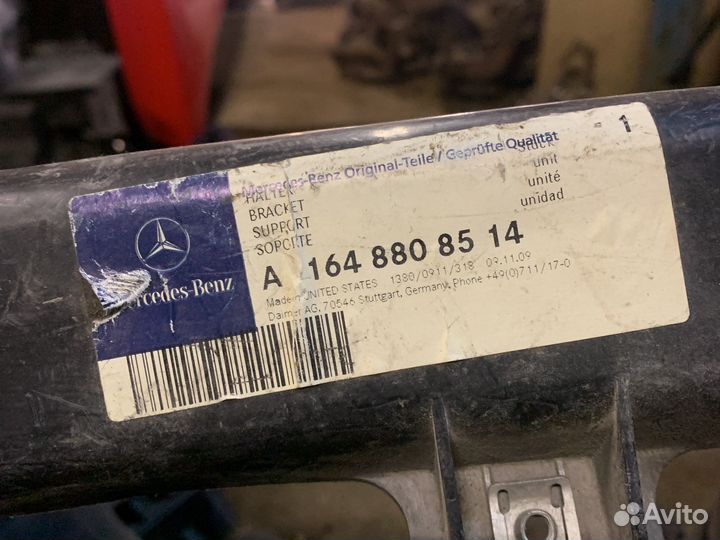 Mercedes-Benz Original-Teile / Geprüfte Qualität
HALTER
BRACKET
SUPPORT
SOPORTE
1
Stück
unit
unité
unidad
A 164 880 85 14
Made in UNITED STATES 1380/0911/318 09.11.09
Daimler AG, 70546 Stuttgart, Germany, Phone +49(0)711/17-0
Mercedes-Benz
Avito